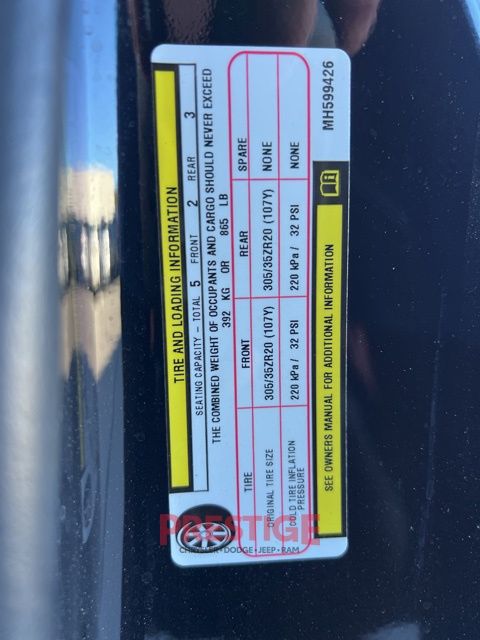 TIRE AND LOADING INFORMATION
SEATING CAPACITY – TOTAL 5 FRONT 2 REAR 3
THE COMBINED WEIGHT OF OCCUPANTS AND CARGO SHOULD NEVER EXCEED
392 KG OR 865 LB
TIRE FRONT REAR SPARE
ORIGINAL TIRE SIZE 305/35ZR20 (107Y) 305/35ZR20 (107Y) NONE
COLD TIRE INFLATION PRESSURE 220 kPa / 32 PSI 220 kPa / 32 PSI NONE
SEE OWNERS MANUAL FOR ADDITIONAL INFORMATION
MH599426
PRESTIGE
CHRYSLER•DODGE•JEEP•RAM